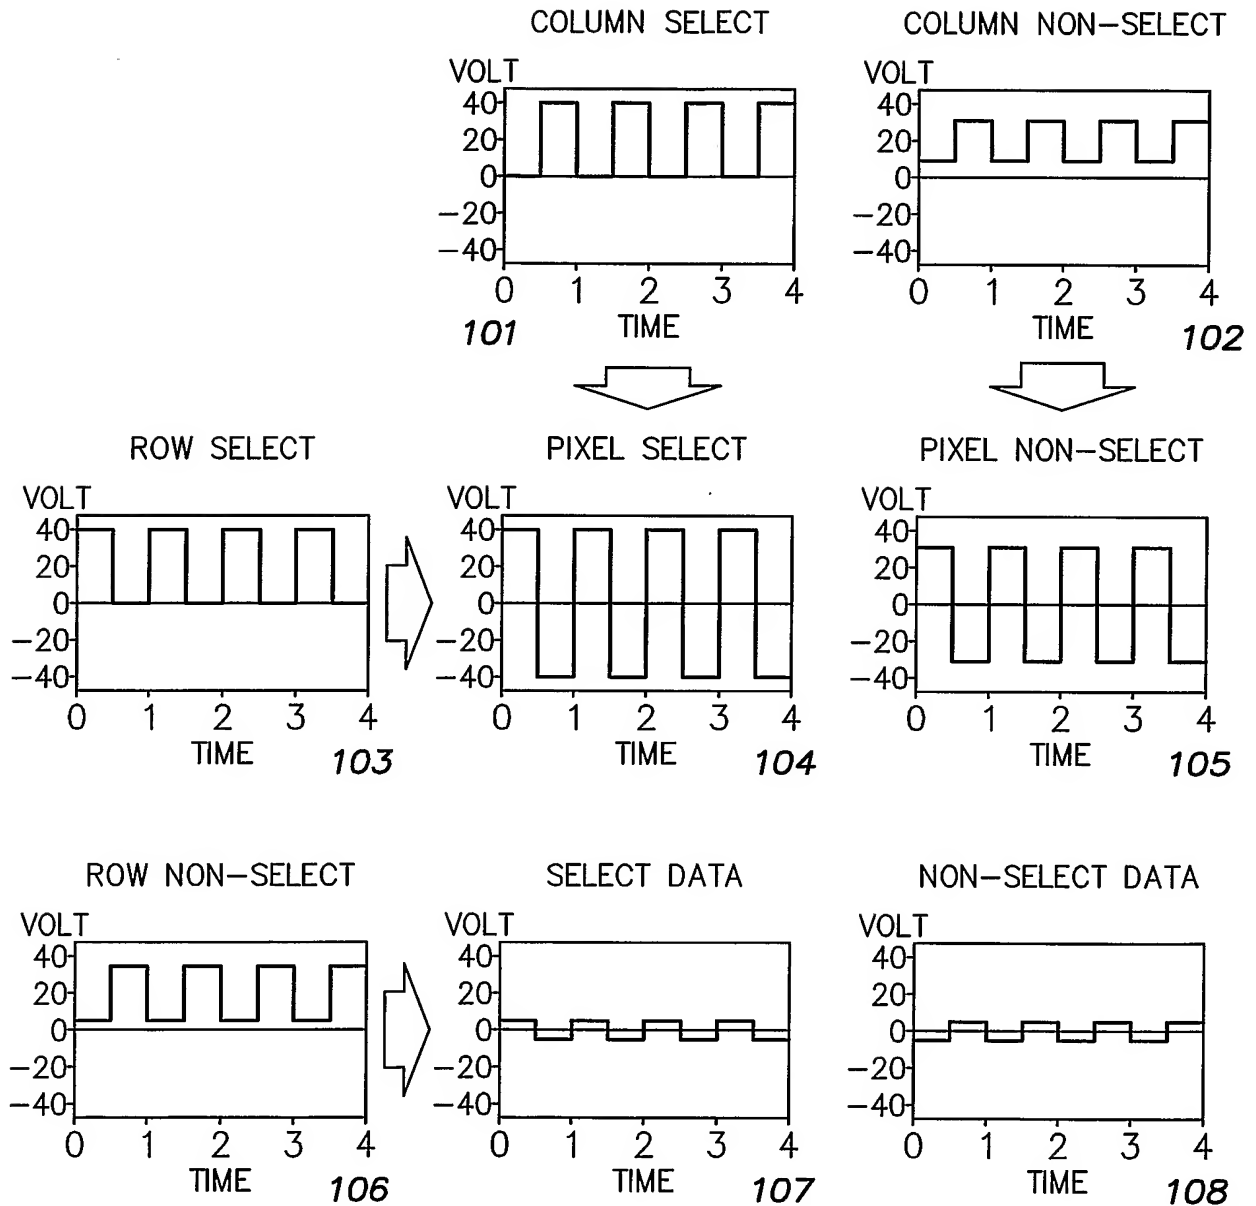 COLUMN SELECT
VOLT
40
20
0
-20
-40
0 1 2 3 4
TIME
101
COLUMN NON-SELECT
VOLT
40
20
0
-20
-40
0 1 2 3 4
TIME
102
ROW SELECT
VOLT
40
20
0
-20
-40
0 1 2 3 4
TIME
103
PIXEL SELECT
40
20
0
-20
-40
0 1 2 3 4
TIME
104
PIXEL NON-SELECT
VOLT
40
20
0
-20
-40
0 1 2 3 4
TIME
105
ROW NON-SELECT
VOLT
40
20
0
-20
-40
0 1 2 3 4
TIME
106
SELECT DATA
VOLT
40
20
0
-20
-40
0 1 2 3 4
TIME
107
NON-SELECT DATA
VOLT
40
20
0
-20
-40
0 1 2 3 4
TIME
108